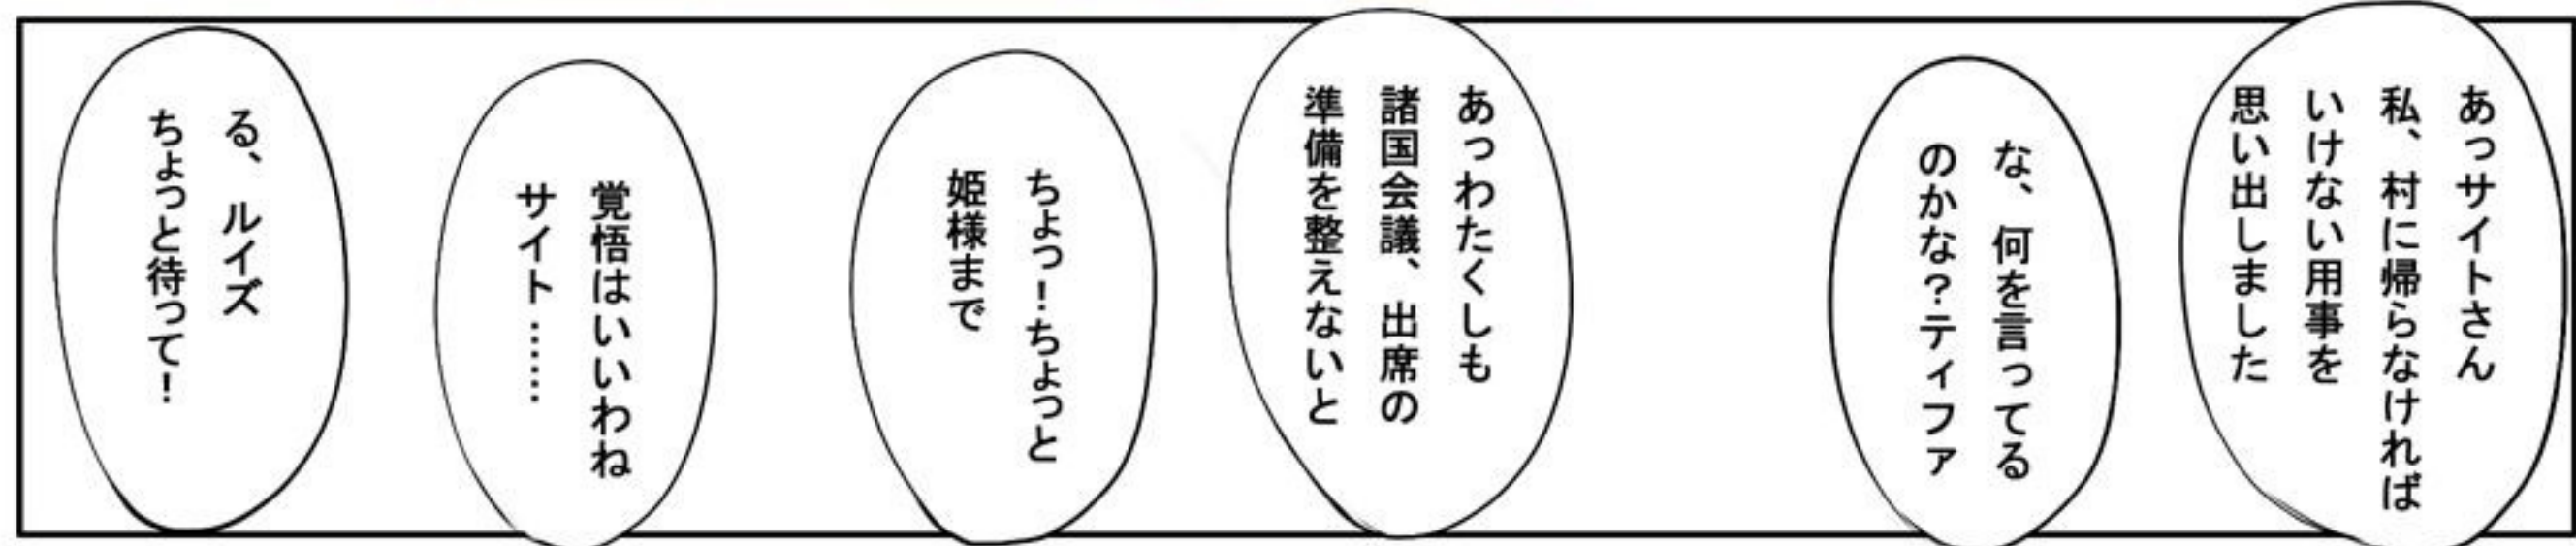 あっサイトさん
私、村に帰らなければ
いけない用事を
思い出しました
な、何を言ってる
のかな？ティファ
あっわたくしも
諸国会議、出席の
準備を整えないと
ちょっ！ちょっと
姫様まで
覚悟はいいわね
サイト……
る、ルイズ
ちょっと待って！